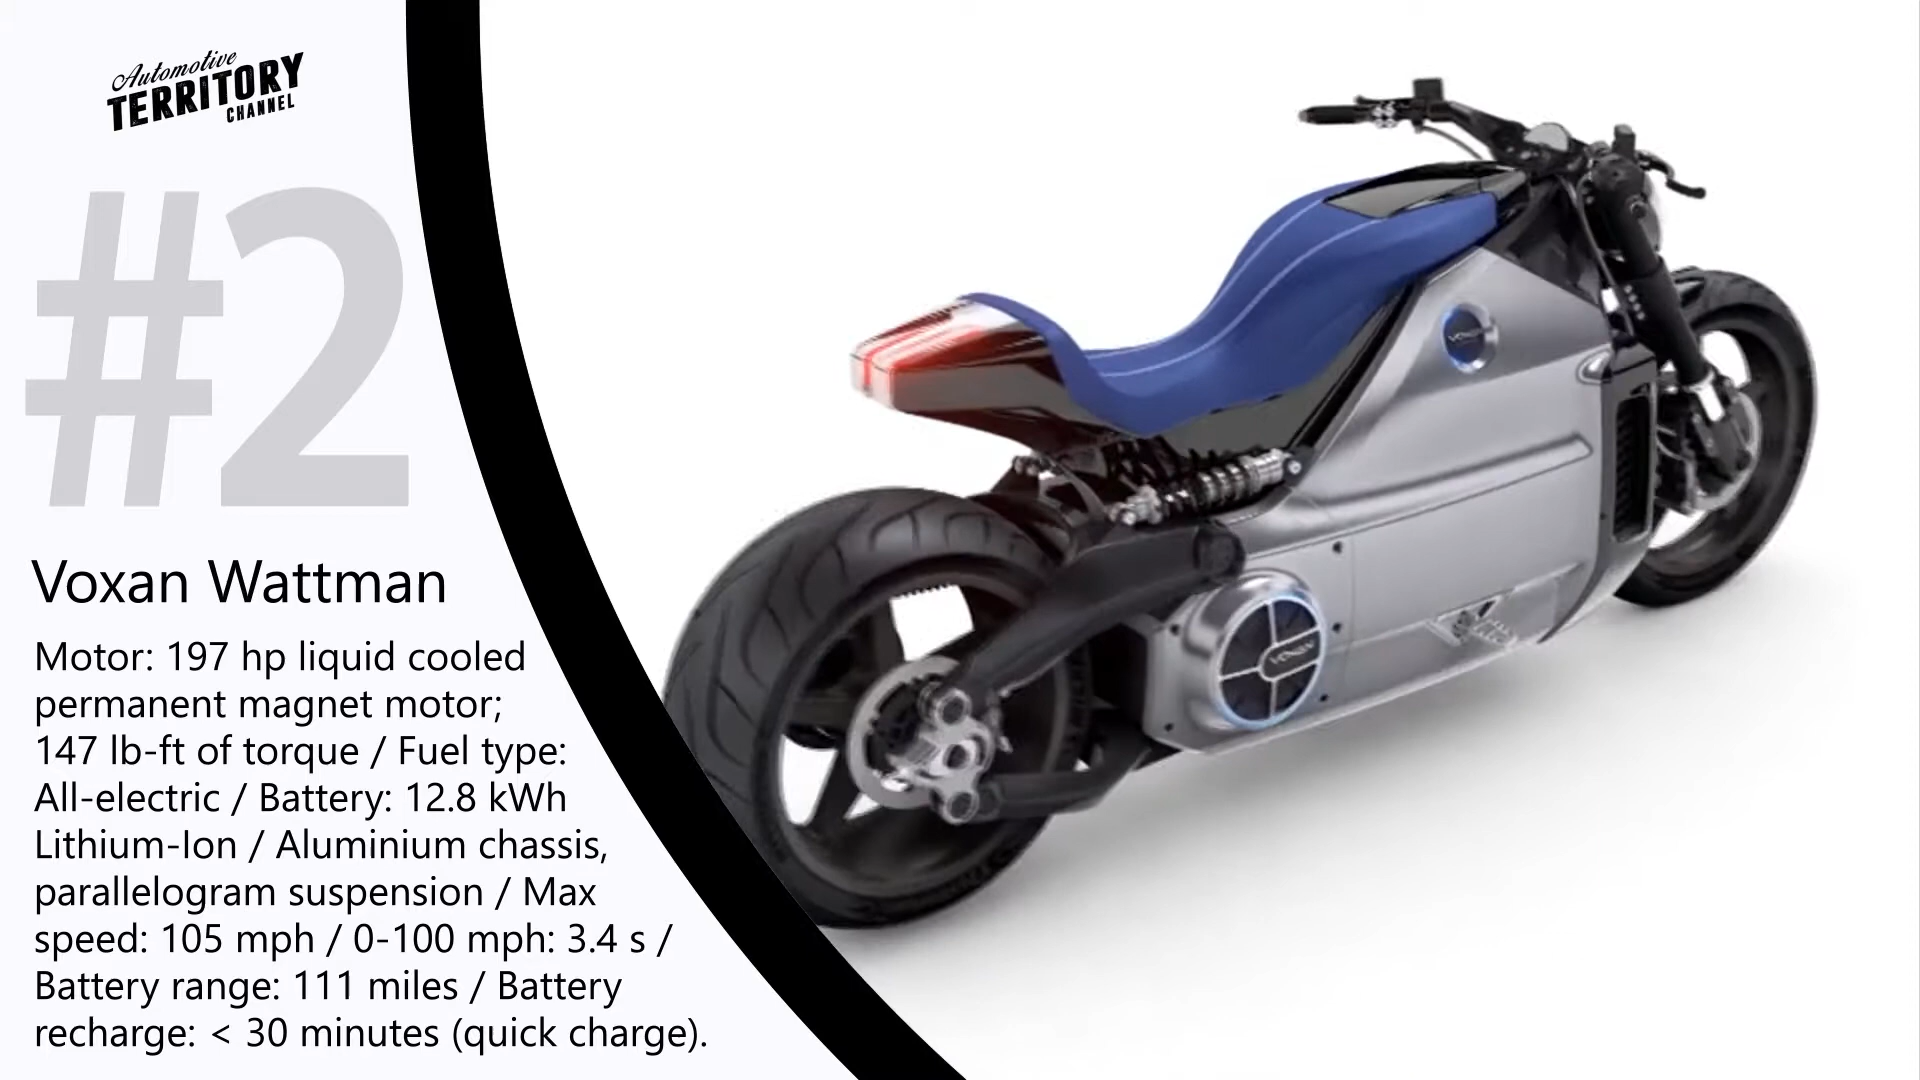 Automotive
TERRITORY
CHANNEL
#2
Voxan Wattman
Motor: 197 hp liquid cooled
permanent magnet motor;
147 lb-ft of torque / Fuel type:
All-electric / Battery: 12.8 kWh
Lithium-Ion / Aluminium chassis,
parallelogram suspension / Max
speed: 105 mph / 0-100 mph: 3.4 s /
Battery range: 111 miles / Battery
recharge: < 30 minutes (quick charge).
VOXAN
VOXAN